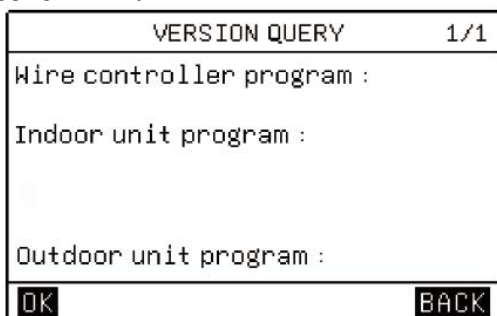 VERSION QUERY 1/1
Wire controller program :
Indoor unit program :
Outdoor unit program :
OK BACK